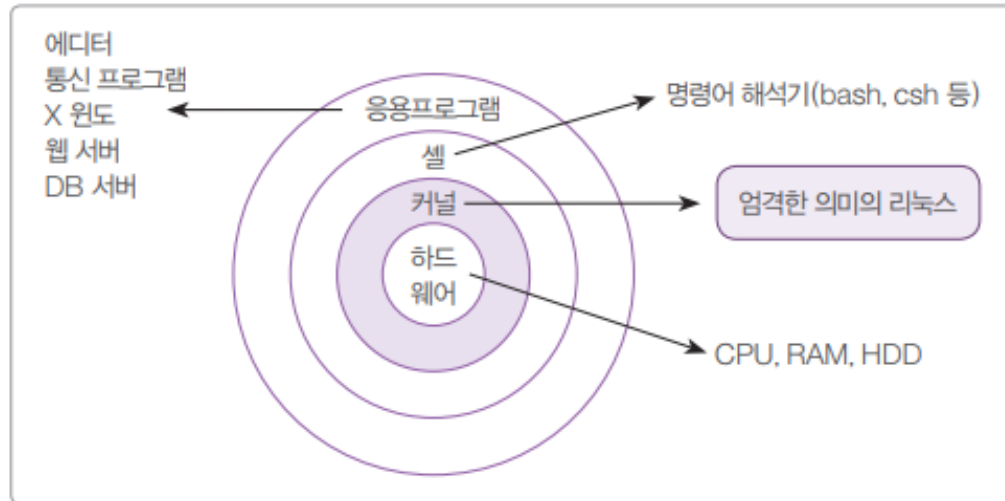 에디터
통신 프로그램
X 윈도
웹 서버
DB 서버
응용프로그램
셸
커널
하드
웨어
명령어 해석기(bash, csh 등)
엄격한 의미의 리눅스
CPU, RAM, HDD